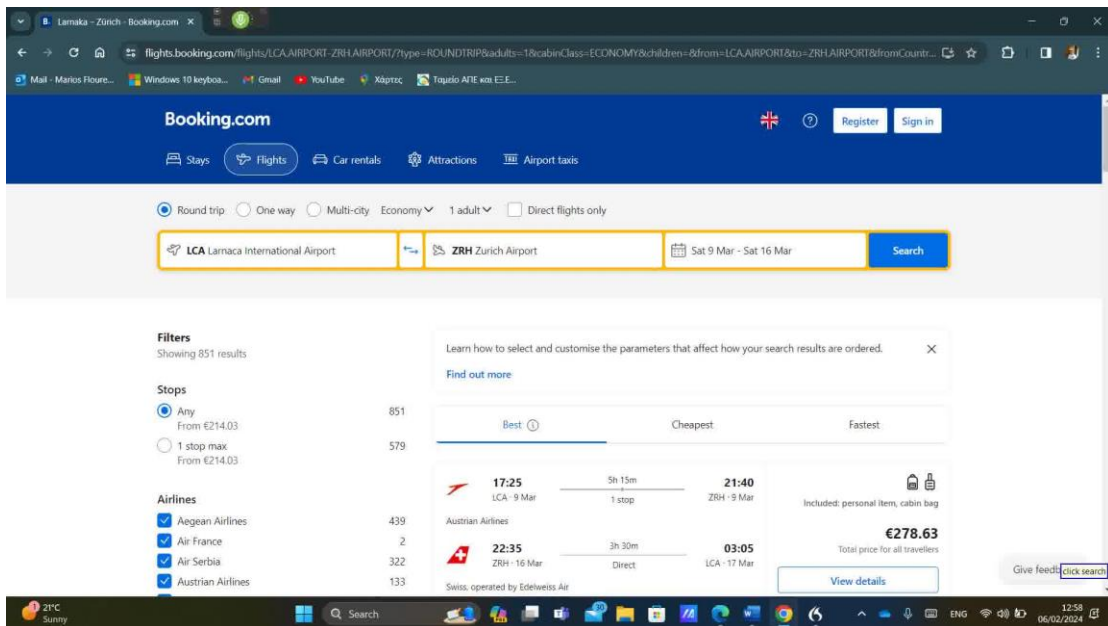 Larnaka - Zürich - Booking.com
flights.booking.com/flights/LCA.AIRPORT-ZRH.AIRPORT/?type=ROUNDTRIP&adults=1&cabinClass=ECONOMY&children=&from=LCA.AIRPORT&to=ZRH.AIRPORT&fromCountr...
Mail - Marios Floure... Windows 10 keyboa... Gmail YouTube Χάρτες Ταμείο ΑΠΕ και ΕΞ.Ε...
Booking.com
Register Sign in
Stays Flights Car rentals Attractions TAXI Airport taxis
Round trip One way Multi-city Economy 1 adult Direct flights only
LCA Larnaca International Airport ZRH Zurich Airport Sat 9 Mar - Sat 16 Mar Search
Filters
Showing 851 results
Learn how to select and customise the parameters that affect how your search results are ordered.
Find out more
Stops
Any 851
From €214.03
1 stop max 579
From €214.03
Best Cheapest Fastest
Airlines
Aegean Airlines 439
Air France 2
Air Serbia 322
Austrian Airlines 133
17:25 5h 15m 21:40
LCA · 9 Mar 1 stop ZRH · 9 Mar
Austrian Airlines
22:35 3h 30m 03:05
ZRH · 16 Mar Direct LCA · 17 Mar
Swiss, operated by Edelweiss Air
Included: personal item, cabin bag
€278.63
Total price for all travellers
View details
Give feedb
click search
21°C
Sunny
Search
ENG
12:58
06/02/2024